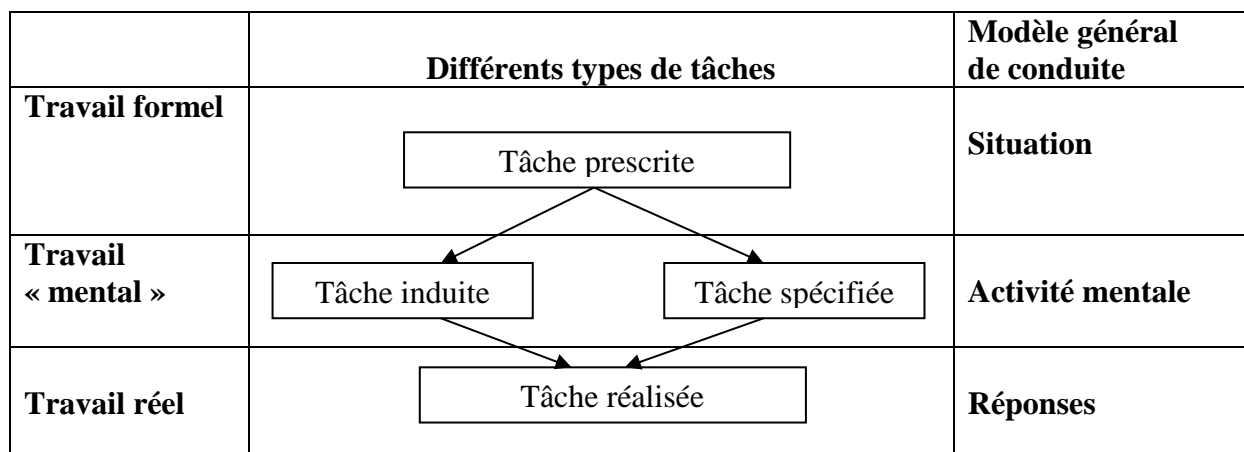 Différents types de tâches
Modèle général
de conduite
Travail formel
Tâche prescrite
Situation
Travail
« mental »
Tâche induite
Tâche spécifiée
Activité mentale
Travail réel
Tâche réalisée
Réponses